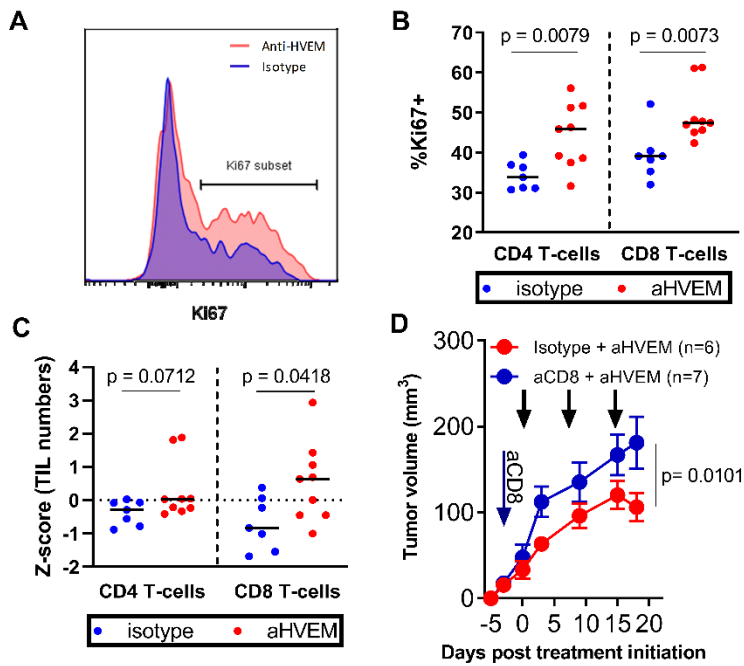 A
Anti-HVEM
Isotype
Ki67 subset
Ki67
B
p = 0.0079 p = 0.0073
%Ki67+
70
60
50
40
30
20
CD4 T-cells CD8 T-cells
isotype aHVEM
C
p = 0.0712 p = 0.0418
Z-score (TIL numbers)
4
3
2
1
0
-1
-2
CD4 T-cells CD8 T-cells
isotype aHVEM
D
Isotype + aHVEM (n=6)
aCD8 + aHVEM (n=7)
aCD8
p= 0.0101
Tumor volume (mm³)
300
200
100
0
-5 0 5 10 15 20
Days post treatment initiation